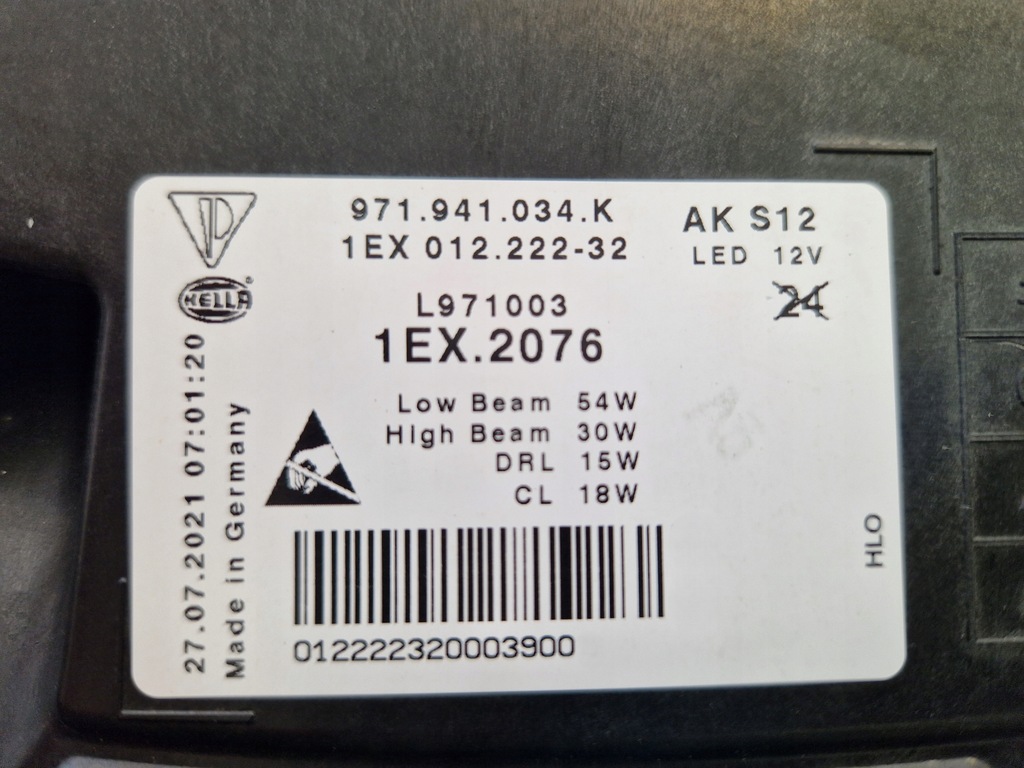 971.941.034.K
1EX 012.222-32
AK S12
LED 12V
24
HELLA
L971003
1EX.2076
Low Beam 54W
High Beam 30W
DRL 15W
CL 18W
27.07.2021 07:01:20
Made in Germany
HLO
012222320003900